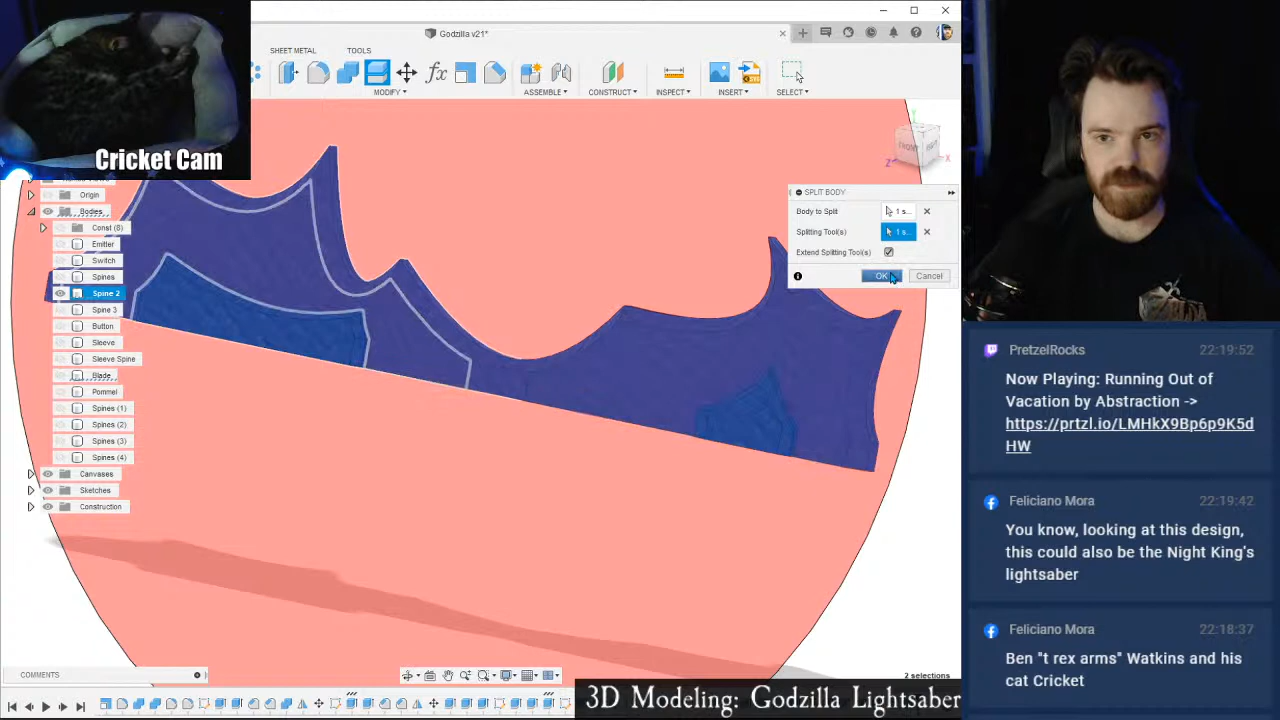 Godzilla v21*
SHEET METAL TOOLS
MODIFY ASSEMBLE CONSTRUCT INSPECT INSERT SELECT
Cricket Cam
FRONT
Z
X
Origin
Bodies
Const (8)
Emitter
Switch
Spines
Spine 2
Spine 3
Button
Sleeve
Sleeve Spine
Blade
Pommel
Spines (1)
Spines (2)
Spines (3)
Spines (4)
Canvases
Sketches
Construction
SPLIT BODY
Body to Split 1 s...
Splitting Tool(s) 1 s...
Extend Splitting Tool(s)
OK Cancel
COMMENTS
2 selections
3D Modeling: Godzilla Lightsaber
PretzelRocks 22:19:52
Now Playing: Running Out of
Vacation by Abstraction ->
https://prtzl.io/LMHkX9Bp6p9K5d
HW
Feliciano Mora 22:19:42
You know, looking at this design,
this could also be the Night King's
lightsaber
Feliciano Mora 22:18:37
Ben "t rex arms" Watkins and his
cat Cricket